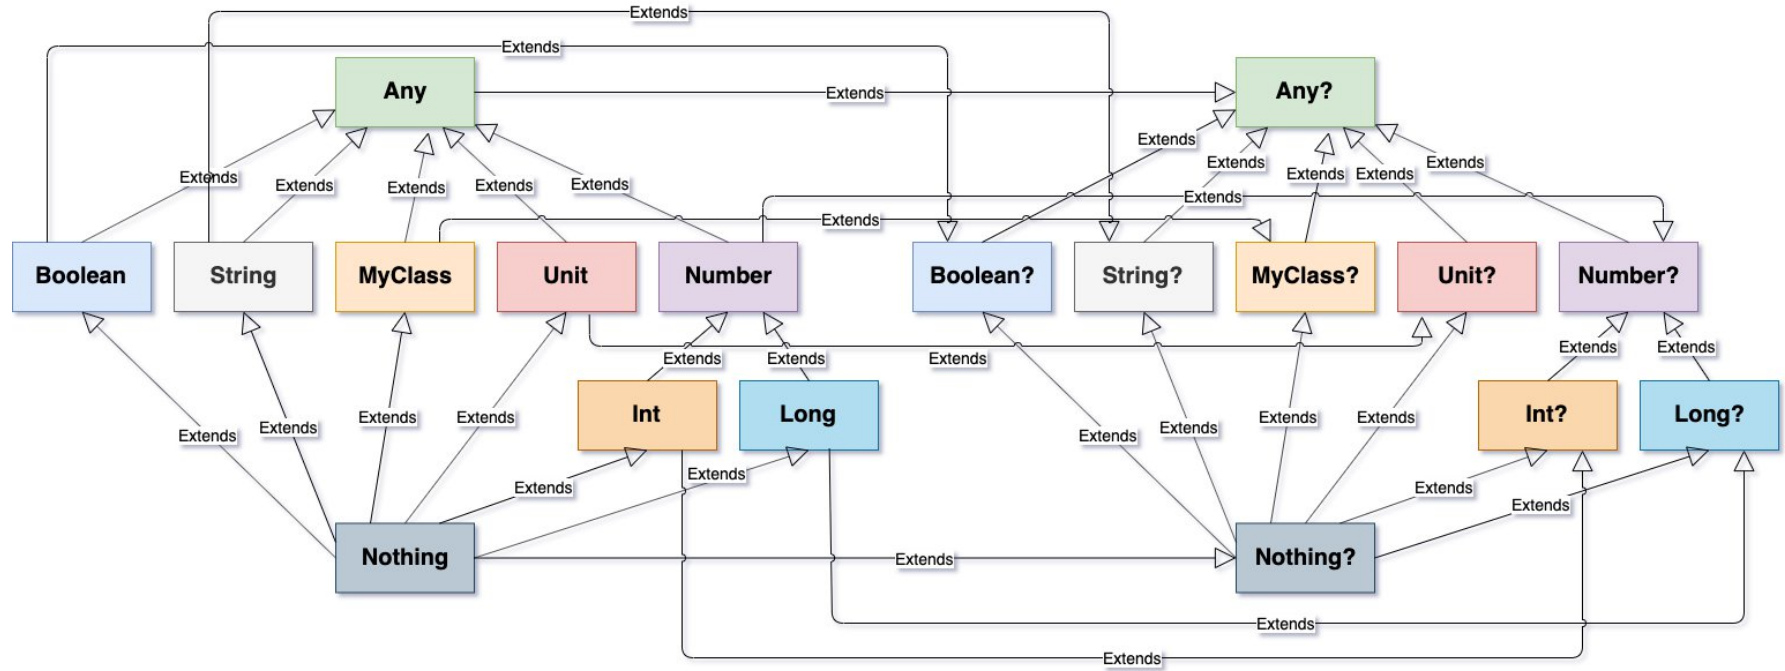 Extends
Extends
Any
Extends
Any?
Extends
Extends
Extends
Extends
Extends
Extends
Extends
Extends
Extends
Extends
Extends
Extends
Boolean
String
MyClass
Unit
Number
Boolean?
String?
MyClass?
Unit?
Number?
Extends
Extends
Extends
Extends
Extends
Int
Long
Int?
Long?
Extends
Extends
Extends
Extends
Extends
Extends
Extends
Extends
Extends
Extends
Extends
Extends
Nothing
Extends
Nothing?
Extends
Extends